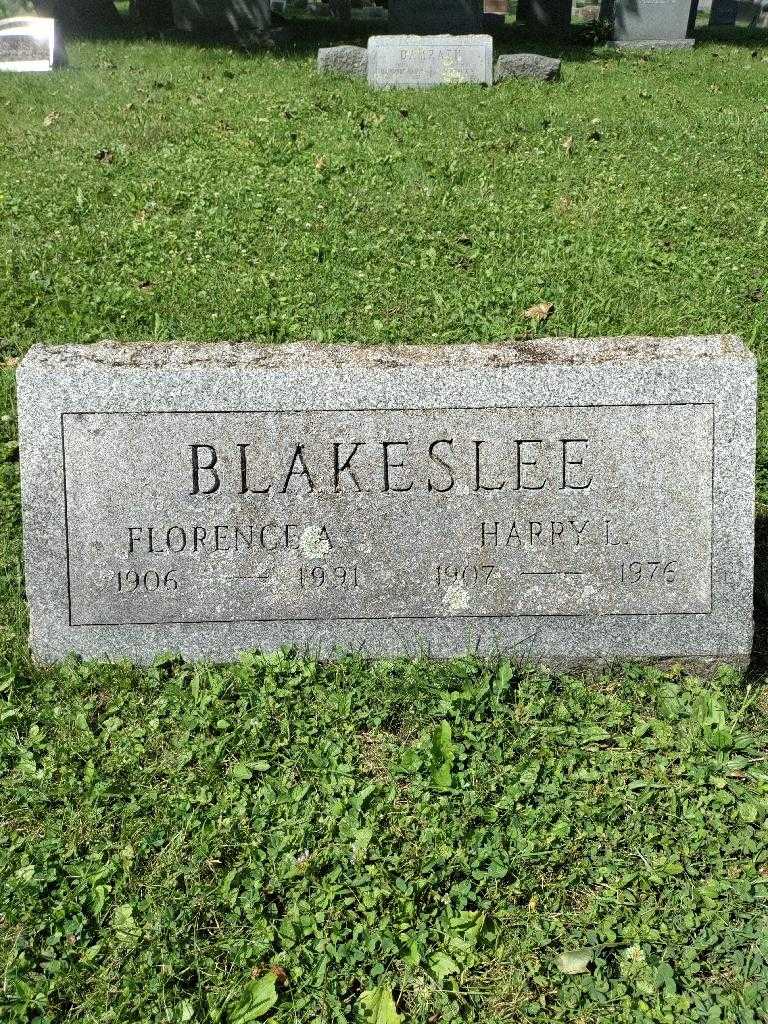 BLAKESLEE
FLORENCE A. HARRY L.
1906 — 1991 1907 — 1976